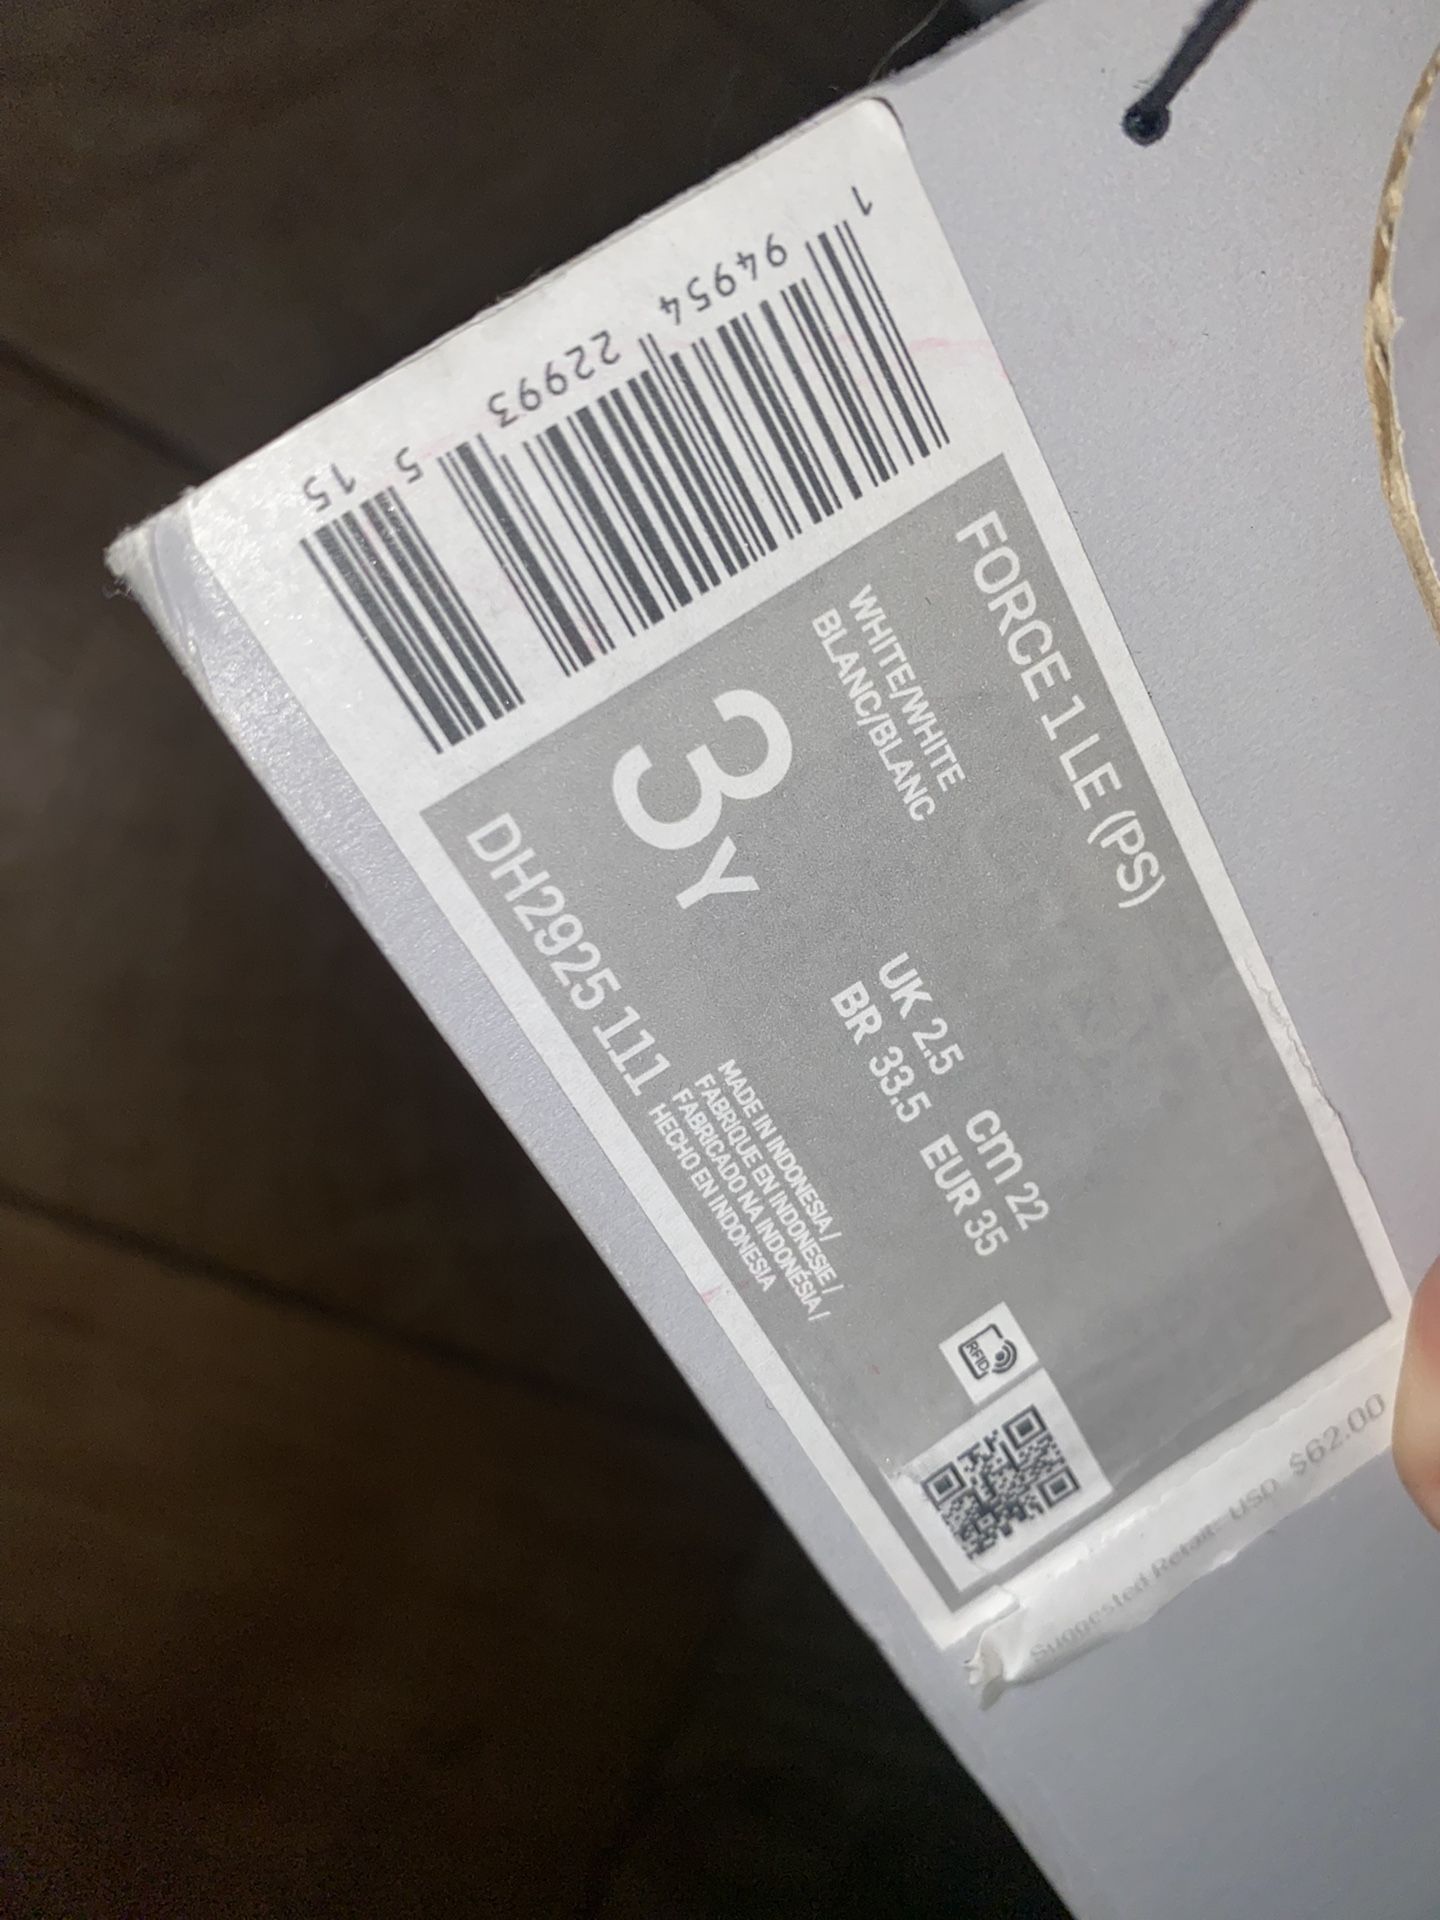 FORCE 1 LE (PS)
WHITE/WHITE
BLANC/BLANC
3Y
UK 2.5 cm 22
BR 33.5 EUR 35
DH2925 111
MADE IN INDONESIA /
FABRIQUE EN INDONESIE /
FABRICADO NA INDONÉSIA /
HECHO EN INDONESIA
RFID
1 94954 22993 5 15
Suggested Retail: USD $62.00